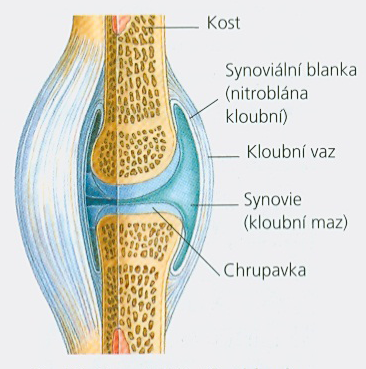 Kost
Synoviální blanka
(nitroblána
kloubní)
Kloubní vaz
Synovie
(kloubní maz)
Chrupavka